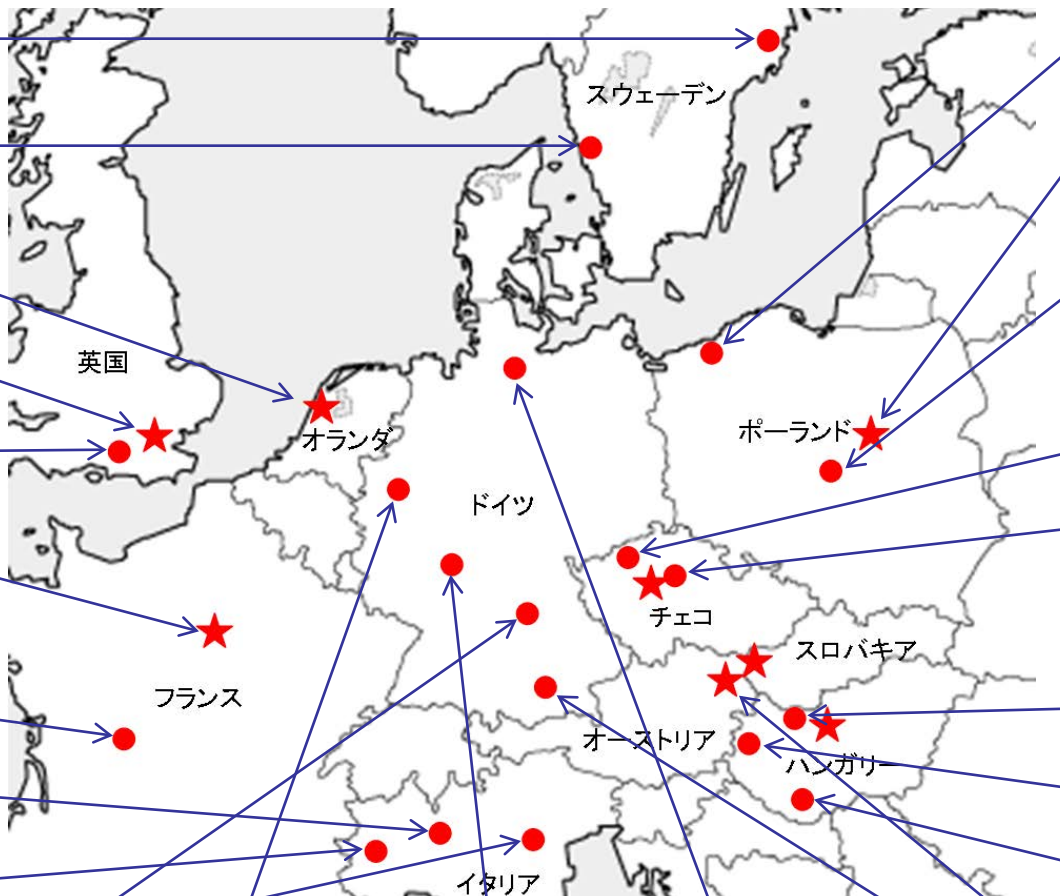 スウェーデン
英国
オランダ
ポーランド
ドイツ
チェコ
スロバキア
フランス
オーストリア
ハンガリー
イタリア